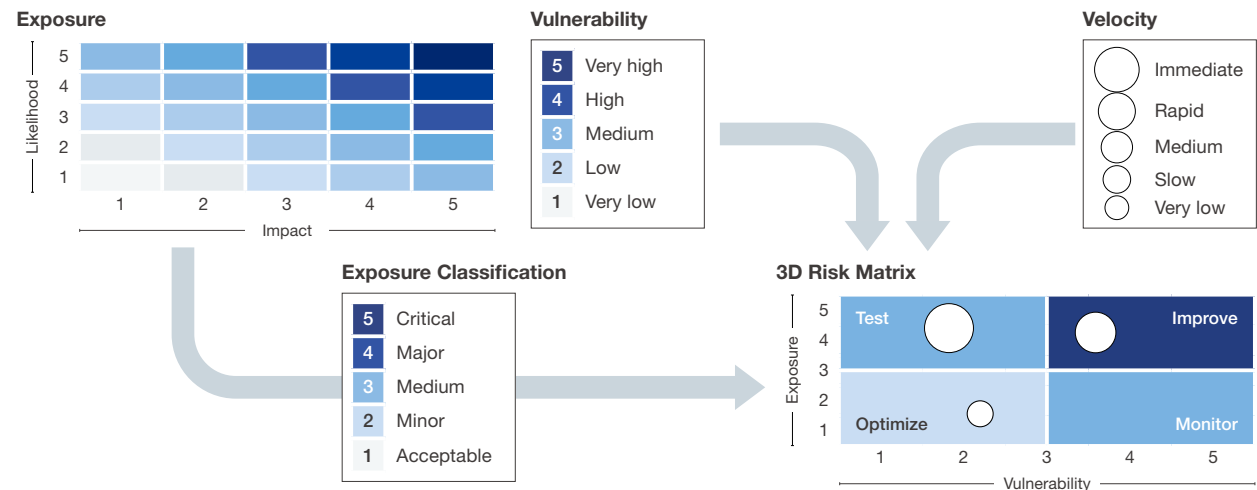 Exposure
Likelihood
5
4
3
2
1
1 2 3 4 5
Impact
Vulnerability
5 Very high
4 High
3 Medium
2 Low
1 Very low
Velocity
Immediate
Rapid
Medium
Slow
Very low
Exposure Classification
5 Critical
4 Major
3 Medium
2 Minor
1 Acceptable
3D Risk Matrix
Exposure
5
4
3
2
1
Test
Improve
Optimize
Monitor
1 2 3 4 5
Vulnerability